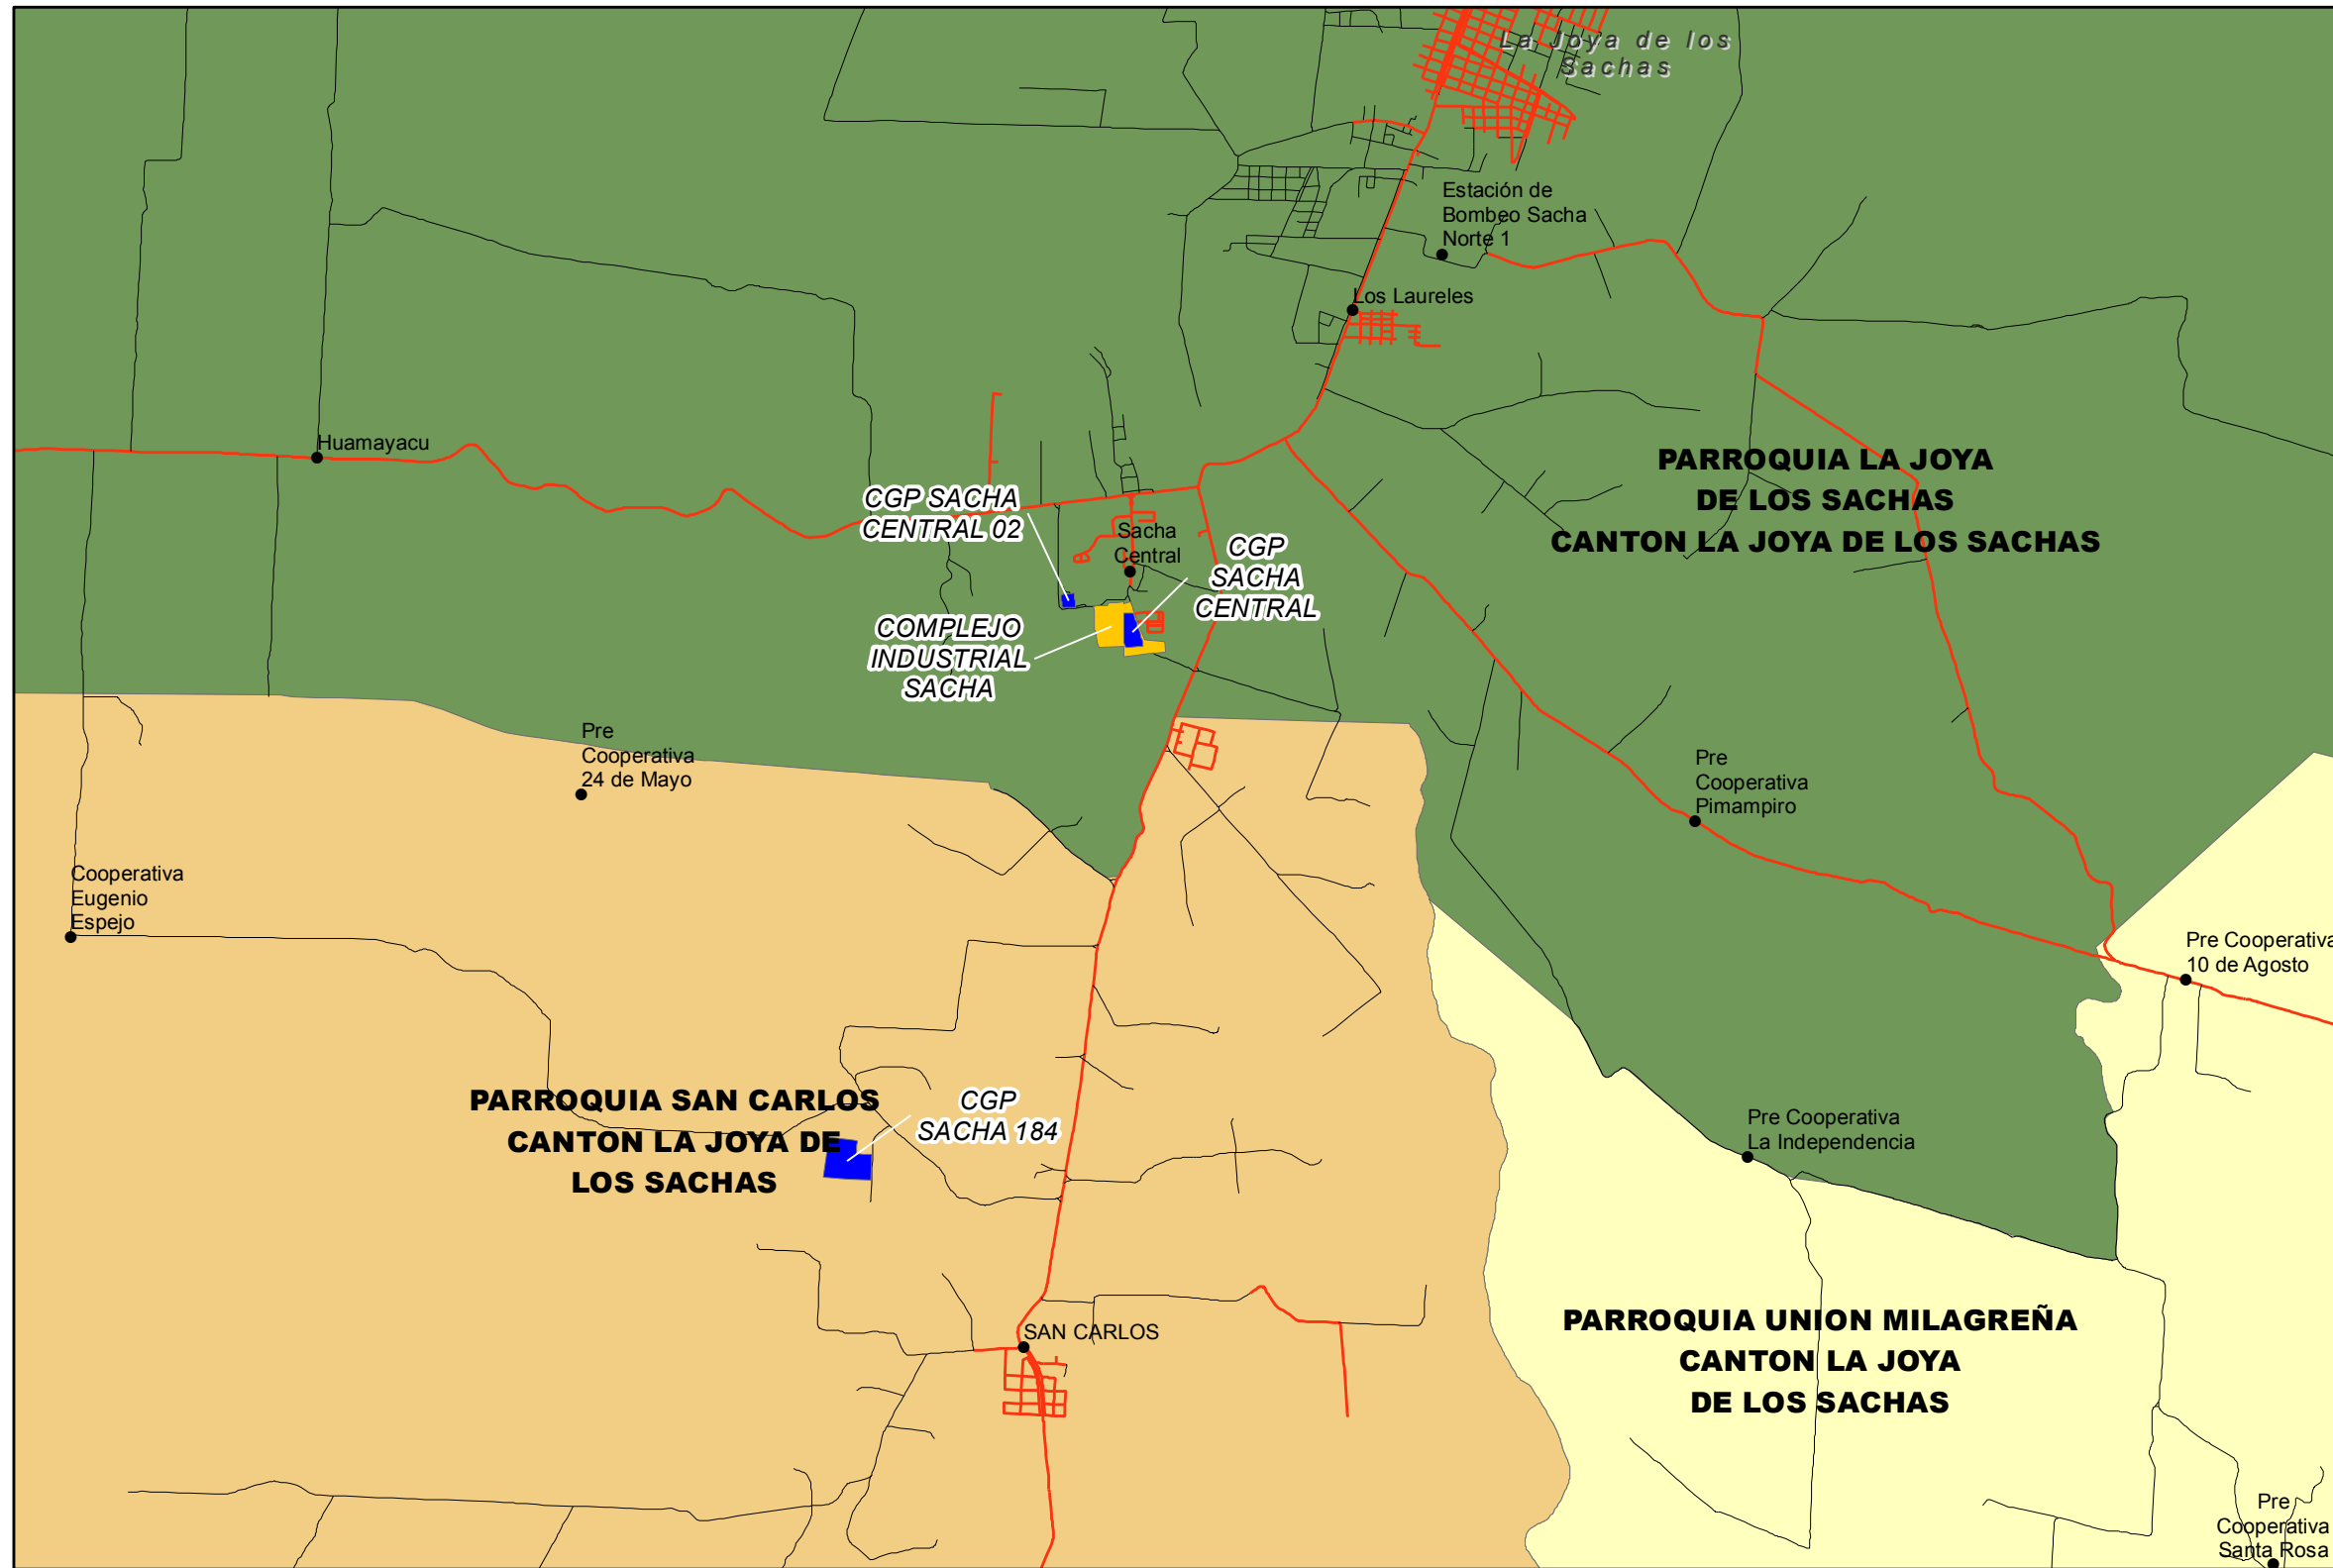 La Joya de los
Sachas
Estación de
Bombeo Sacha
Norte 1
Los Laureles
Huamayacu
PARROQUIA LA JOYA
DE LOS SACHAS
CANTON LA JOYA DE LOS SACHAS
CGP SACHA
CENTRAL 02
Sacha
Central
CGP
SACHA
CENTRAL
COMPLEJO
INDUSTRIAL
SACHA
Pre
Cooperativa
24 de Mayo
Pre
Cooperativa
Pimampiro
Cooperativa
Eugenio
Espejo
Pre Cooperativa
10 de Agosto
PARROQUIA SAN CARLOS
CANTON LA JOYA DE
LOS SACHAS
CGP
SACHA 184
Pre Cooperativa
La Independencia
SAN CARLOS
PARROQUIA UNION MILAGREÑA
CANTON LA JOYA
DE LOS SACHAS
Pre
Cooperativa
Santa Rosa